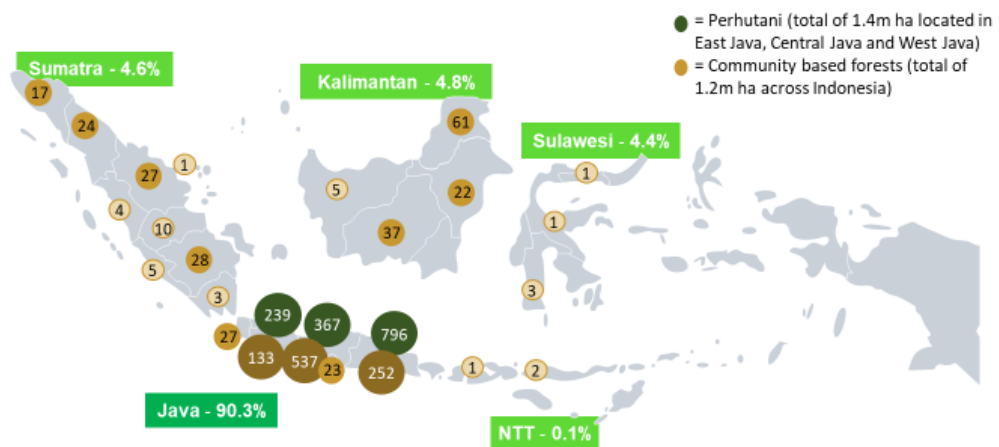 = Perhutani (total of 1.4m ha located in
East Java, Central Java and West Java)
= Community based forests (total of
1.2m ha across Indonesia)
Sumatra - 4.6%
Kalimantan - 4.8%
Sulawesi - 4.4%
17
24
61
27
1
1
5
22
4
10
1
37
28
5
3
3
239
367
796
27
133
537
23
252
1
2
Java - 90.3%
NTT - 0.1%